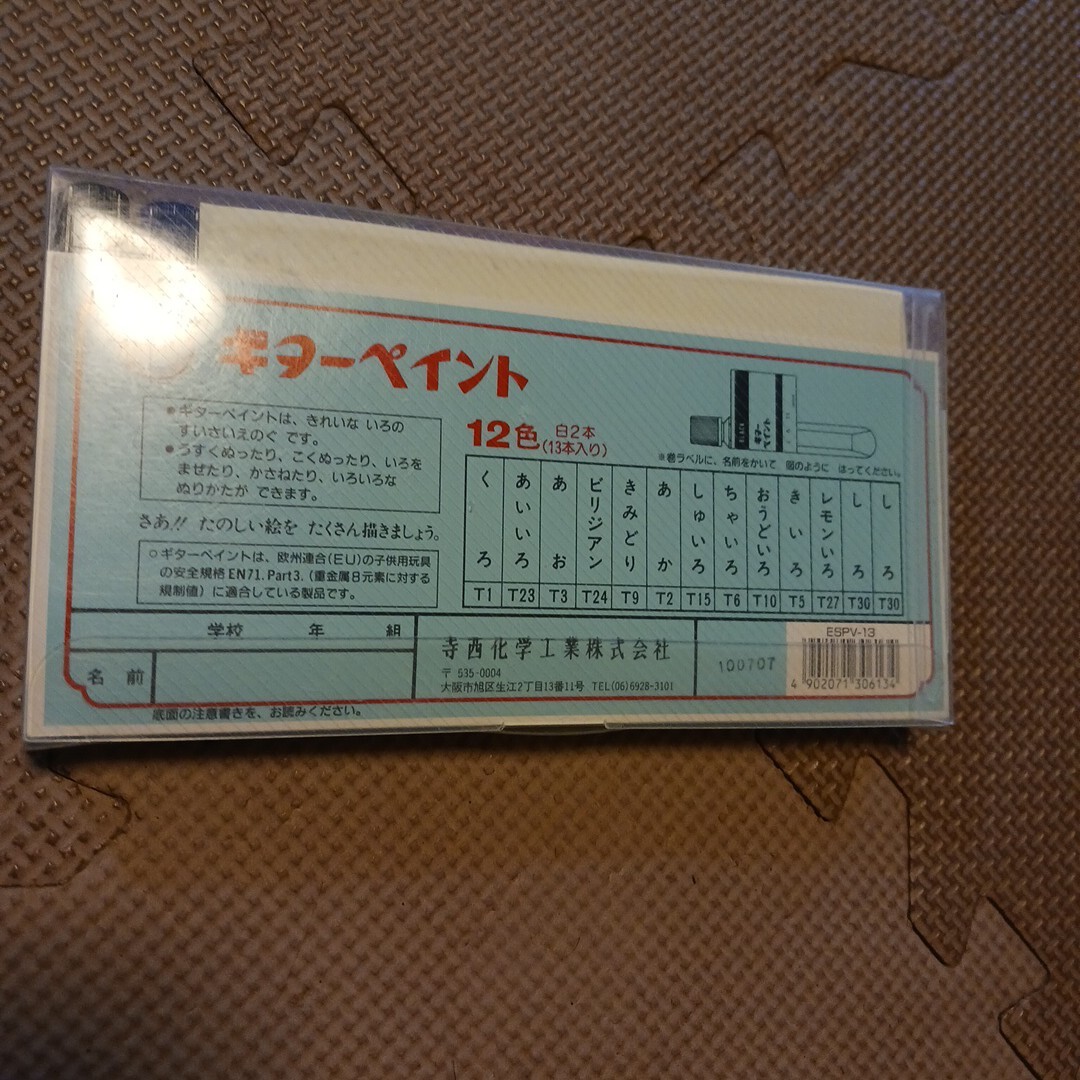 ギターペイント
•ギターペイントは、きれいな いろの
すいさいえのぐ です。
•うすくぬったり、こくぬったり、いろを
まぜたり、かさねたり、いろいろな
ぬりかたが できます。
さあ!! たのしい絵を たくさん描きましょう。
○ギターペイントは、欧州連合(EU)の子供用玩具
の安全規格EN71.Part3.(重金属8元素に対する
規制値)に適合している製品です。
12色 白2本
(13本入り)
ギター
ペイント
※巻ラベルに、名前をかいて 図のように はってください。
くろ
あいいろ
あお
ビリジアン
きみどり
あか
しゅいろ
ちゃいろ
おうどいろ
きいろ
レモンいろ
しろ
しろ
T1 T23 T3 T24 T9 T2 T15 T6 T10 T5 T27 T30 T30
学校 年 組
名前
寺西化学工業株式会社
〒535-0004
大阪市旭区生江2丁目13番11号 TEL(06)6928-3101
100707
ESPV-13
4 902071 306134
底面の注意書きを、お読みください。